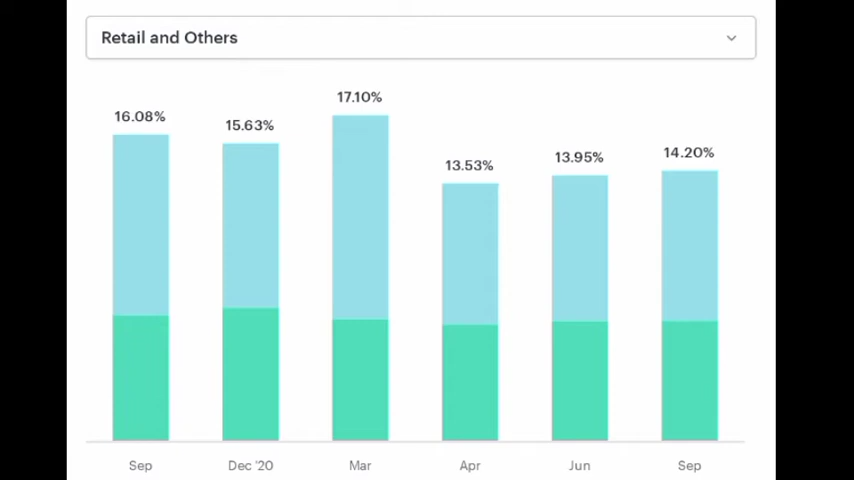 Retail and Others
16.08%
15.63%
17.10%
13.53%
13.95%
14.20%
Sep
Dec '20
Mar
Apr
Jun
Sep